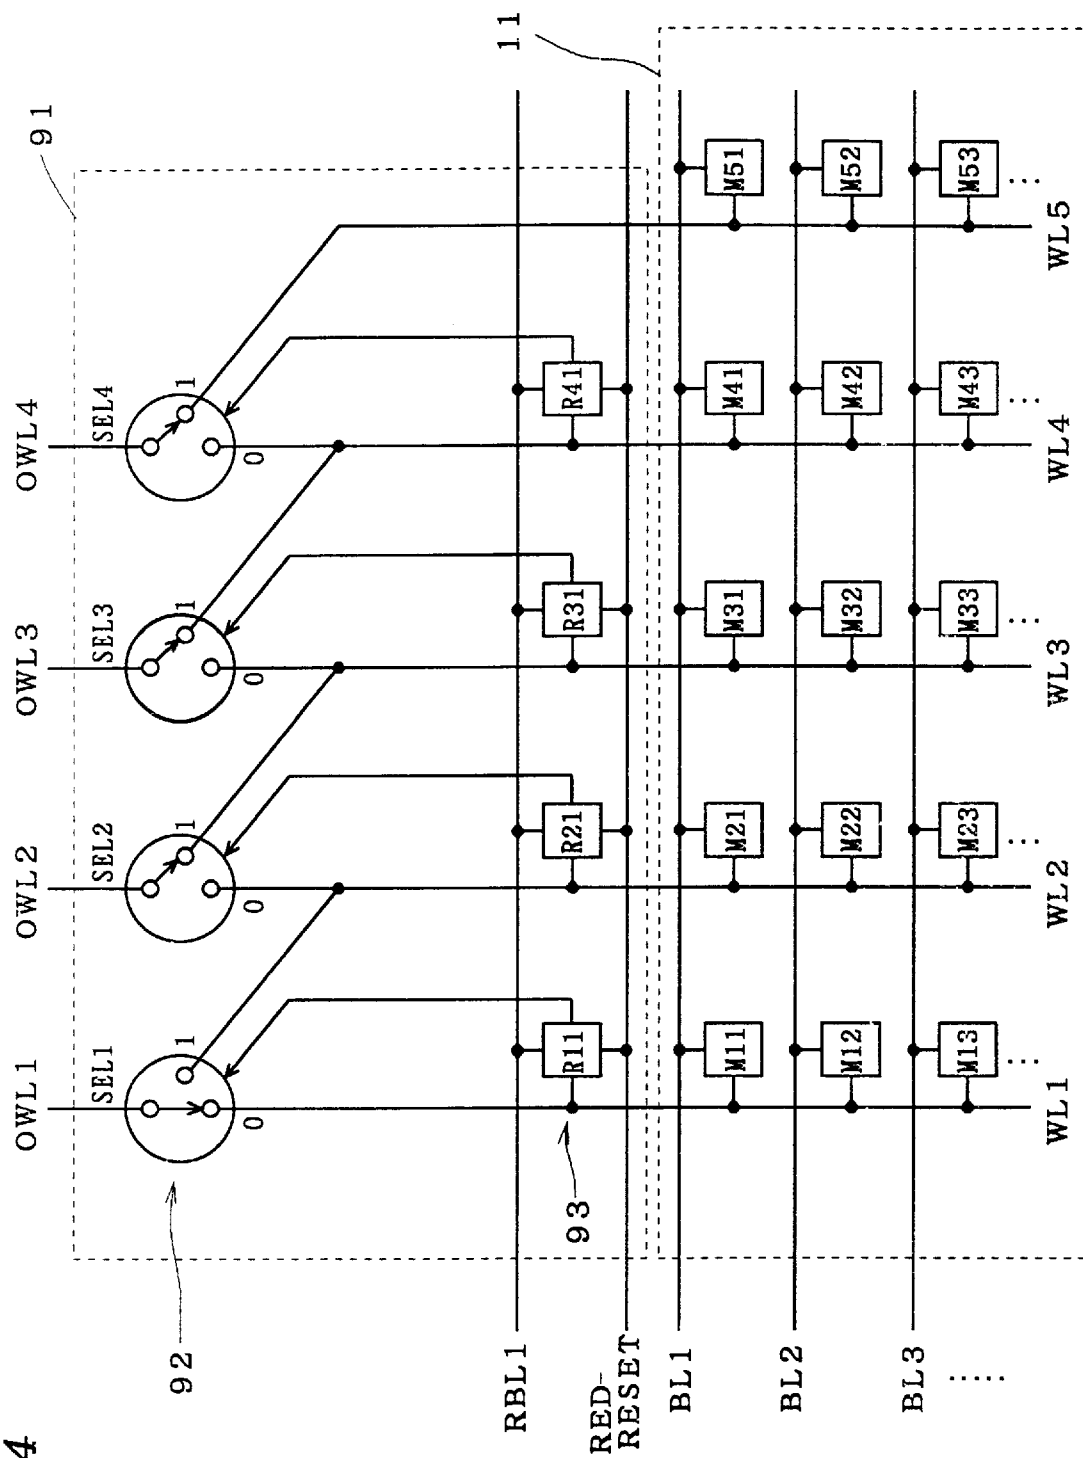 4
OWL1 OWL2 OWL3 OWL4
91
SEL1 SEL2 SEL3 SEL4
1 1 1 1
0 0 0 0
92
93
11
RBL1
R11 R21 R31 R41
RED-
RESET
BL1
M11 M21 M31 M41 M51
BL2
M12 M22 M32 M42 M52
BL3
M13 M23 M33 M43 M53
..... ... ... ... ... ...
WL1 WL2 WL3 WL4 WL5